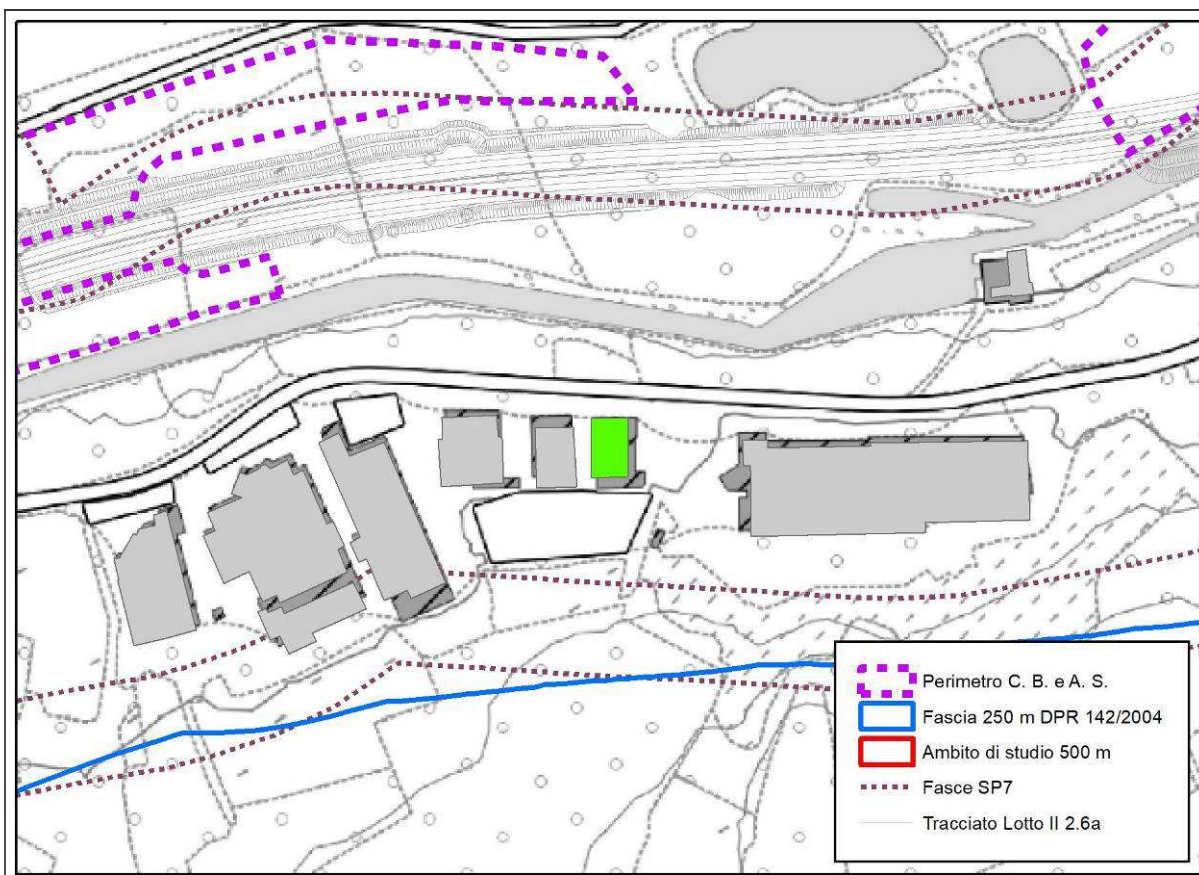 Perimetro C. B. e A. S.
Fascia 250 m DPR 142/2004
Ambito di studio 500 m
Fasce SP7
Tracciato Lotto II 2.6a